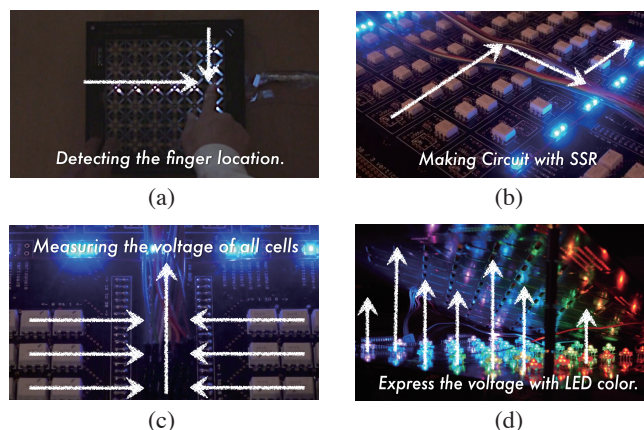 Detecting the finger location.
Making Circuit with SSR
(a)
(b)
Measuring the voltage of all cells
Express the voltage with LED color.
(c)
(d)